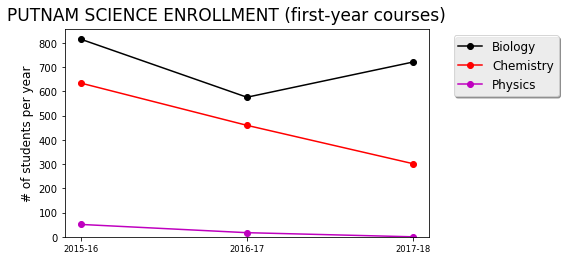 PUTNAM SCIENCE ENROLLMENT (first-year courses)
# of students per year
800
700
600
500
400
300
200
100
0
2015-16
2016-17
2017-18
Biology
Chemistry
Physics